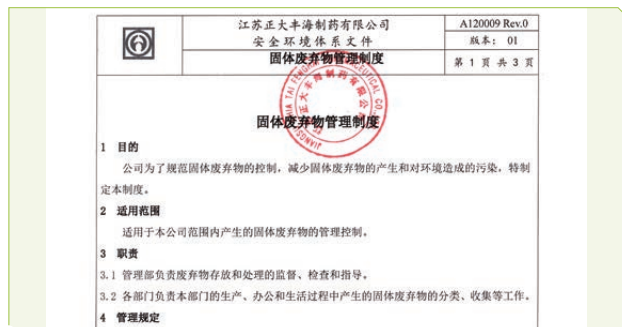 江苏正大丰海制药有限公司
A120009 Rev.0
安全环境体系文件
版本： 01
固体废弃物管理制度
第 1 页 共 3 页
固体废弃物管理制度
1 目的
公司为了规范固体废弃物的控制，减少固体废弃物的产生和对环境造成的污染，特制
定本制度。
2 适用范围
适用于本公司范围内产生的固体废弃物的管理控制。
3 职责
3.1 管理部负责废弃物存放和处理的监督、检查和指导。
3.2 各部门负责本部门的生产、办公和生活过程中产生的固体废弃物的分类、收集等工作。
4 管理规定